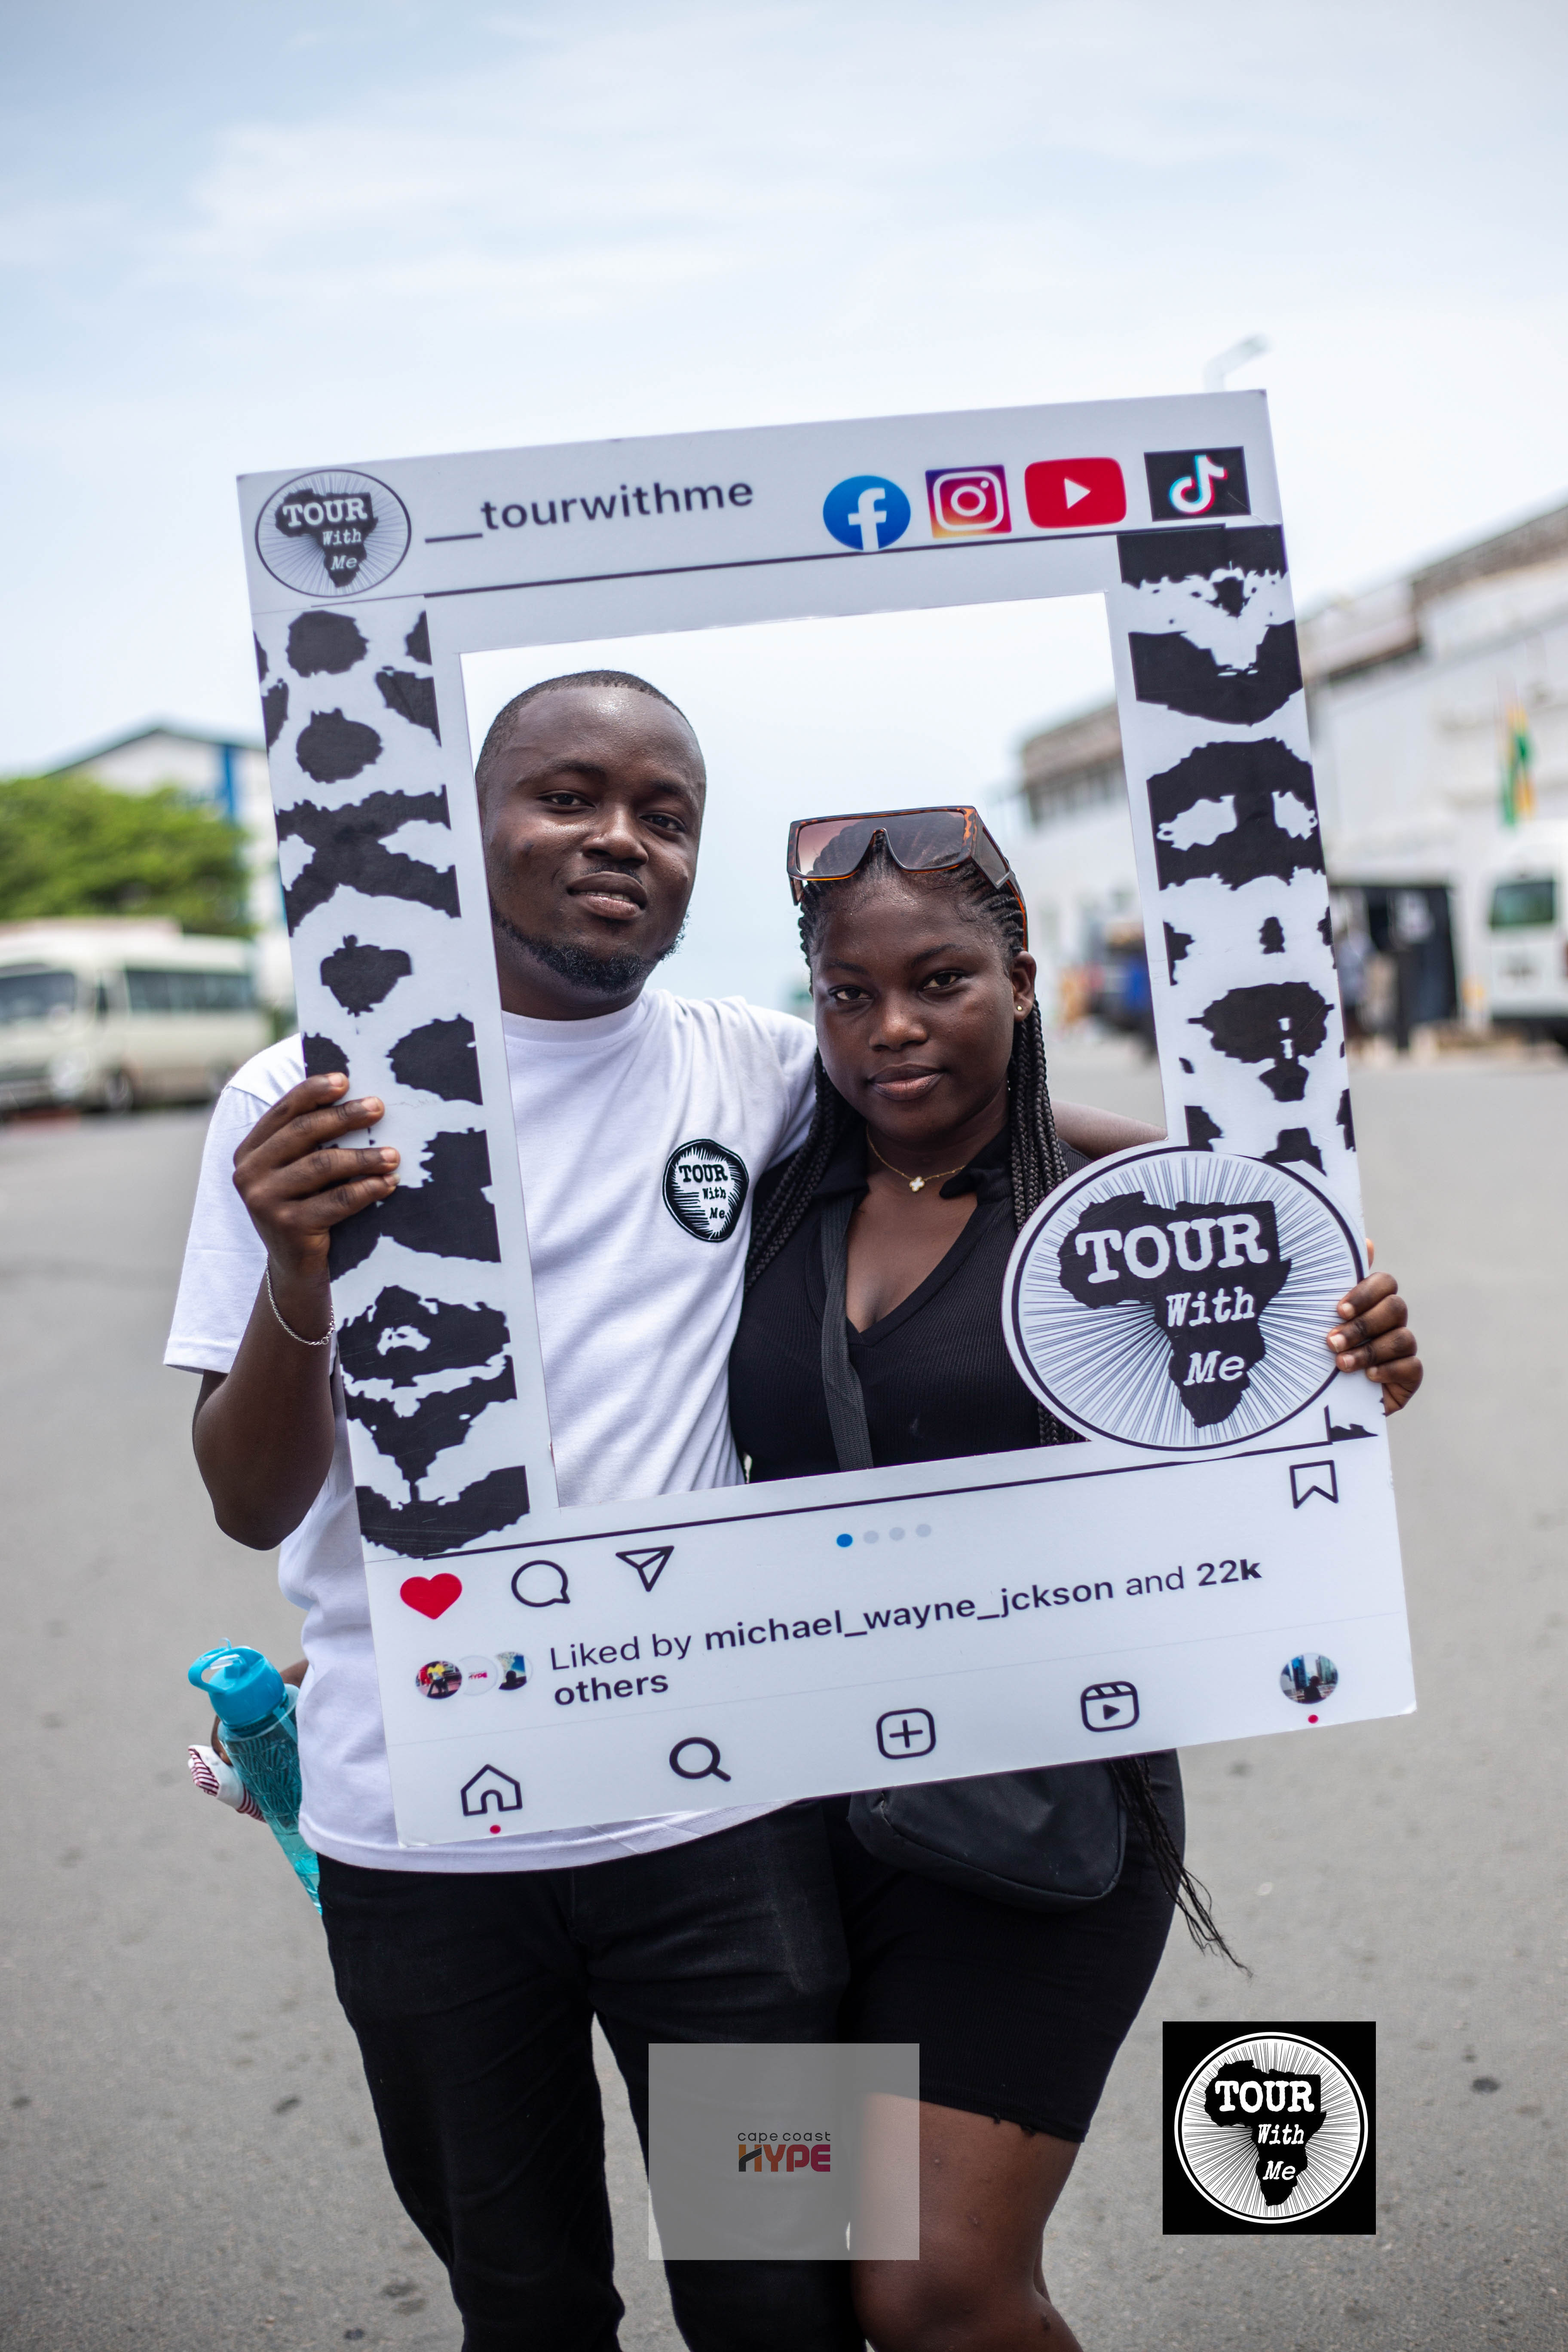 TOUR
With
Me
__tourwithme
TOUR
With
Me
TOUR
With
Me
Liked by michael_wayne_jckson and 22k
others
cape coast
HYPE
TOUR
With
Me